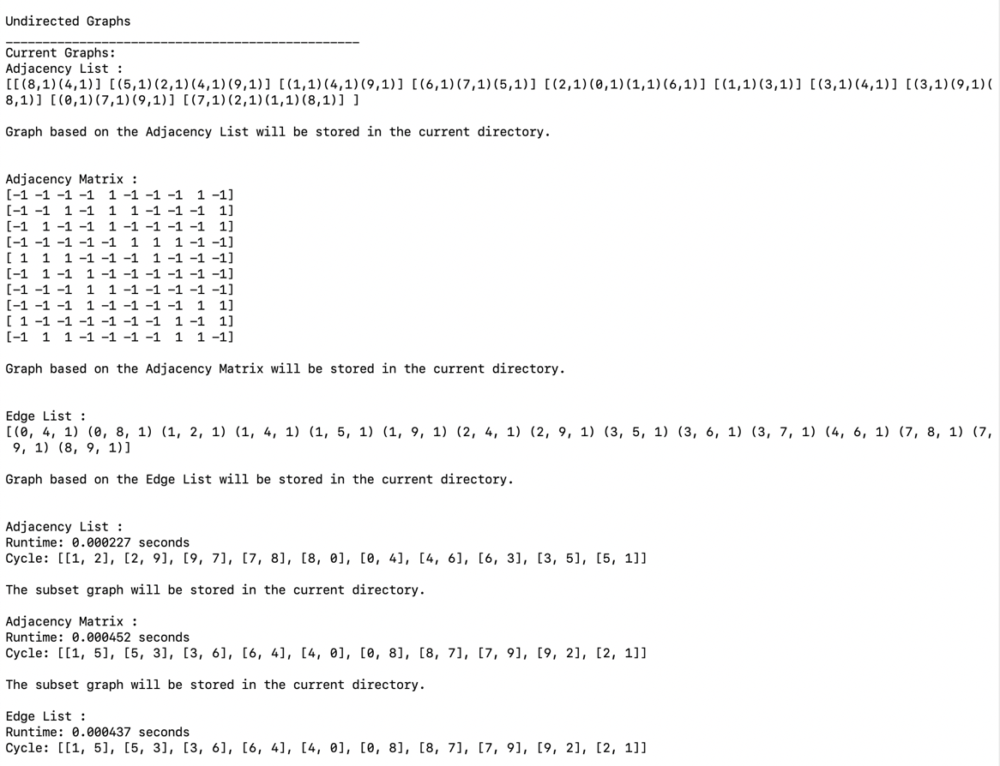 Undirected Graphs
________________________________________________
Current Graphs:
Adjacency List :
[[(8,1)(4,1)] [(5,1)(2,1)(4,1)(9,1)] [(1,1)(4,1)(9,1)] [(6,1)(7,1)(5,1)] [(2,1)(0,1)(1,1)(6,1)] [(1,1)(3,1)] [(3,1)(4,1)] [(3,1)(9,1)(
8,1)] [(0,1)(7,1)(9,1)] [(7,1)(2,1)(1,1)(8,1)] ]
Graph based on the Adjacency List will be stored in the current directory.
Adjacency Matrix :
[-1 -1 -1 -1  1 -1 -1 -1  1 -1]
[-1 -1  1 -1  1  1 -1 -1 -1  1]
[-1  1 -1 -1  1 -1 -1 -1 -1  1]
[-1 -1 -1 -1 -1  1  1  1 -1 -1]
[ 1  1  1 -1 -1 -1  1 -1 -1 -1]
[-1  1 -1  1 -1 -1 -1 -1 -1 -1]
[-1 -1 -1  1  1 -1 -1 -1 -1 -1]
[-1 -1 -1  1 -1 -1 -1 -1  1  1]
[ 1 -1 -1 -1 -1 -1 -1  1 -1  1]
[-1  1  1 -1 -1 -1 -1  1  1 -1]
Graph based on the Adjacency Matrix will be stored in the current directory.
Edge List :
[(0, 4, 1) (0, 8, 1) (1, 2, 1) (1, 4, 1) (1, 5, 1) (1, 9, 1) (2, 4, 1) (2, 9, 1) (3, 5, 1) (3, 6, 1) (3, 7, 1) (4, 6, 1) (7, 8, 1) (7,
9, 1) (8, 9, 1)]
Graph based on the Edge List will be stored in the current directory.
Adjacency List :
Runtime: 0.000227 seconds
Cycle: [[1, 2], [2, 9], [9, 7], [7, 8], [8, 0], [0, 4], [4, 6], [6, 3], [3, 5], [5, 1]]
The subset graph will be stored in the current directory.
Adjacency Matrix :
Runtime: 0.000452 seconds
Cycle: [[1, 5], [5, 3], [3, 6], [6, 4], [4, 0], [0, 8], [8, 7], [7, 9], [9, 2], [2, 1]]
The subset graph will be stored in the current directory.
Edge List :
Runtime: 0.000437 seconds
Cycle: [[1, 5], [5, 3], [3, 6], [6, 4], [4, 0], [0, 8], [8, 7], [7, 9], [9, 2], [2, 1]]